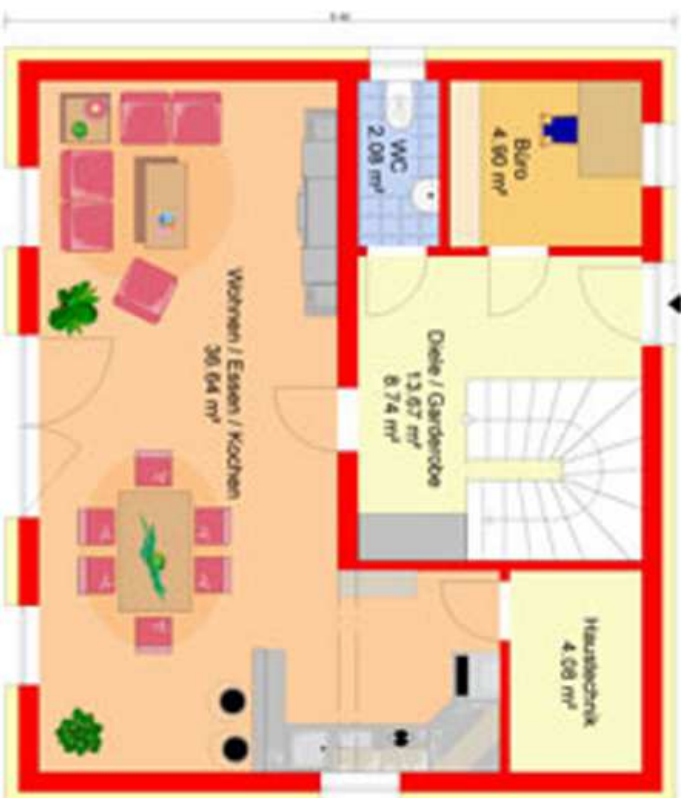 WC
2.08 m²
Büro
4.90 m²
Wohnen / Essen / Kochen
36.64 m²
Diele / Garderobe
13.67 m²
8.74 m²
Haustechnik
4.08 m²